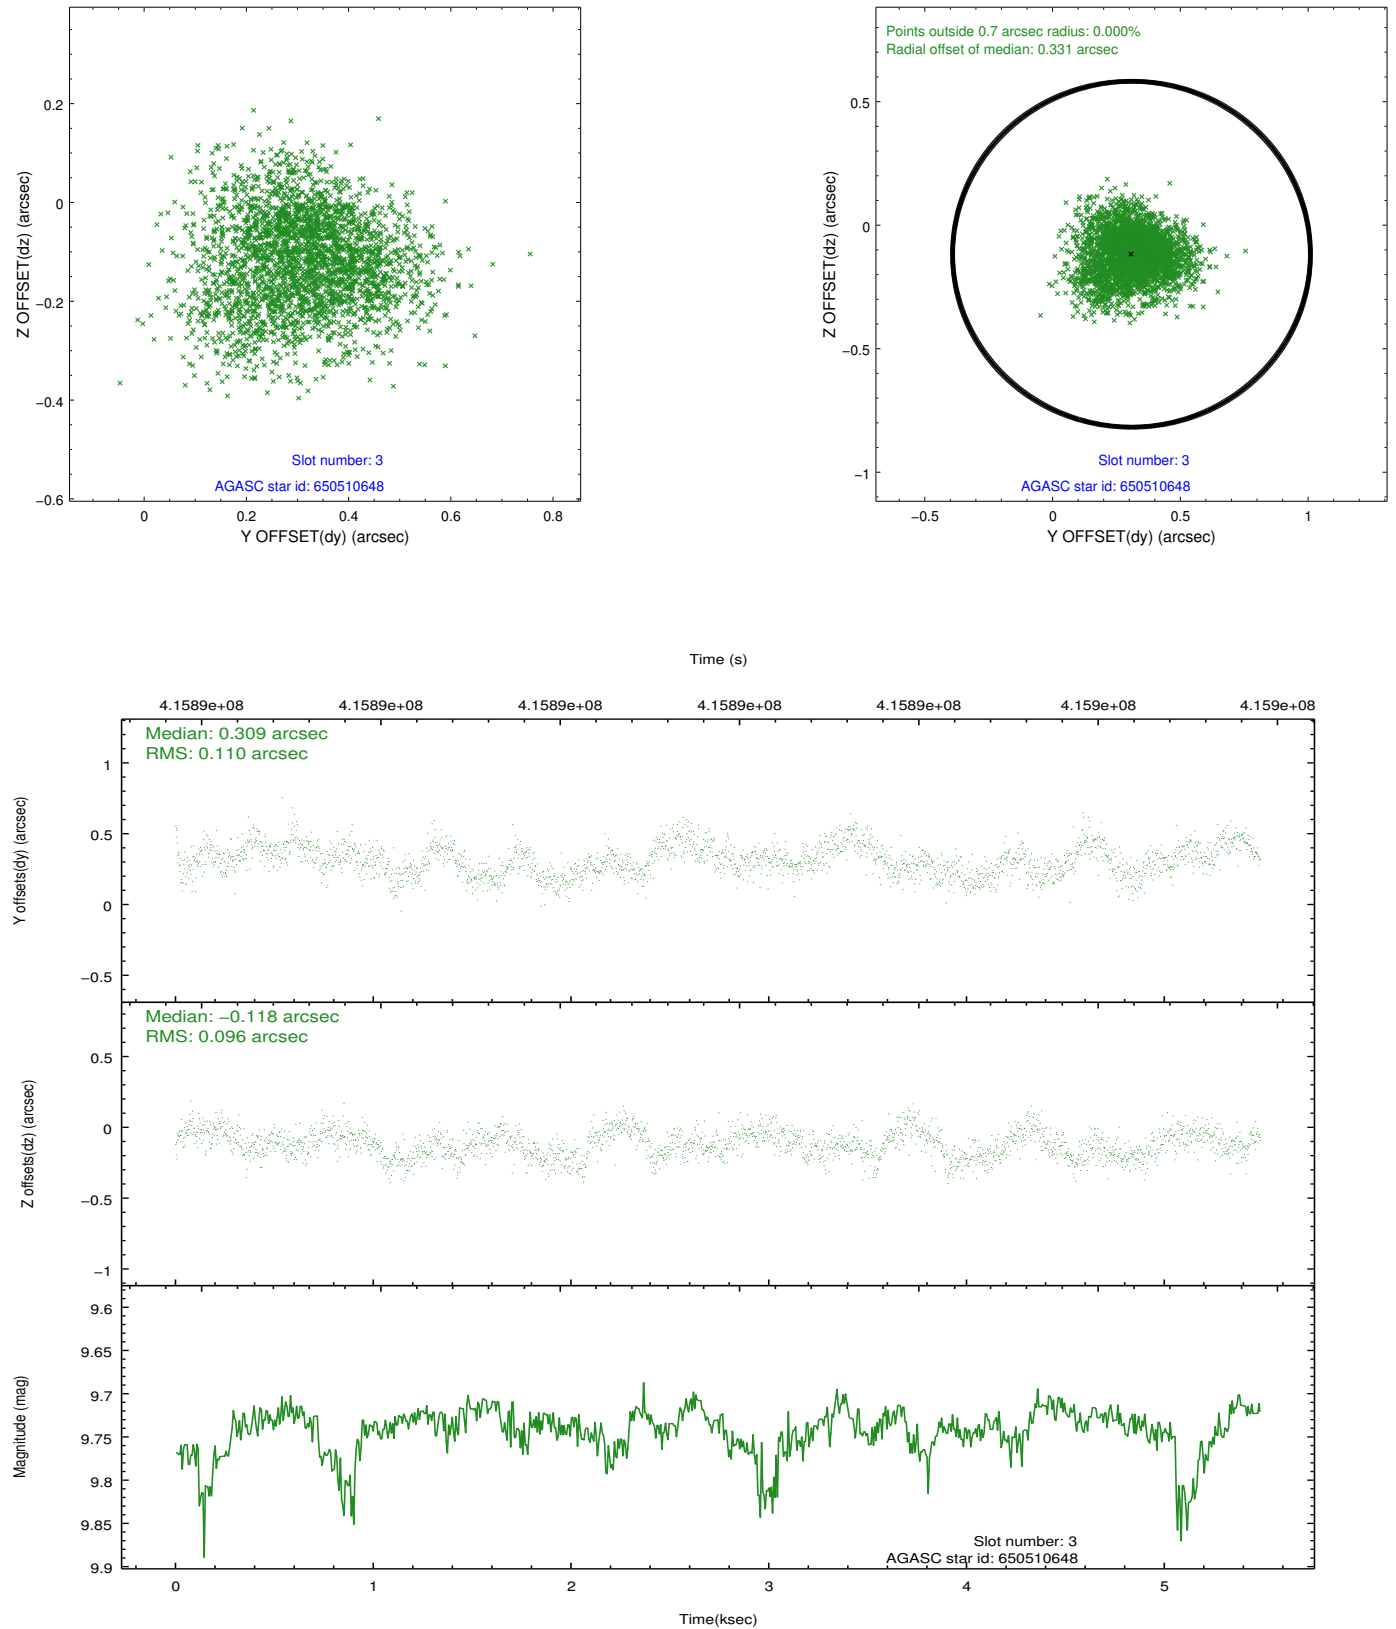 0.2
0
−0.2
−0.4
−0.6
Z OFFSET(dz) (arcsec)
Slot number: 3
AGASC star id: 650510648
0 0.2 0.4 0.6 0.8
Y OFFSET(dy) (arcsec)
Points outside 0.7 arcsec radius: 0.000%
Radial offset of median: 0.331 arcsec
0.5
0
−0.5
−1
Z OFFSET(dz) (arcsec)
Slot number: 3
AGASC star id: 650510648
−0.5 0 0.5 1
Y OFFSET(dy) (arcsec)
Time (s)
4.1589e+08 4.1589e+08 4.1589e+08 4.1589e+08 4.1589e+08 4.159e+08 4.159e+08
Median: 0.309 arcsec
RMS: 0.110 arcsec
1
0.5
0
−0.5
Y offsets(dy) (arcsec)
Median: −0.118 arcsec
RMS: 0.096 arcsec
0.5
0
−0.5
−1
Z offsets(dz) (arcsec)
9.6
9.65
9.7
9.75
9.8
9.85
9.9
Magnitude (mag)
Slot number: 3
AGASC star id: 650510648
0 1 2 3 4 5
Time(ksec)